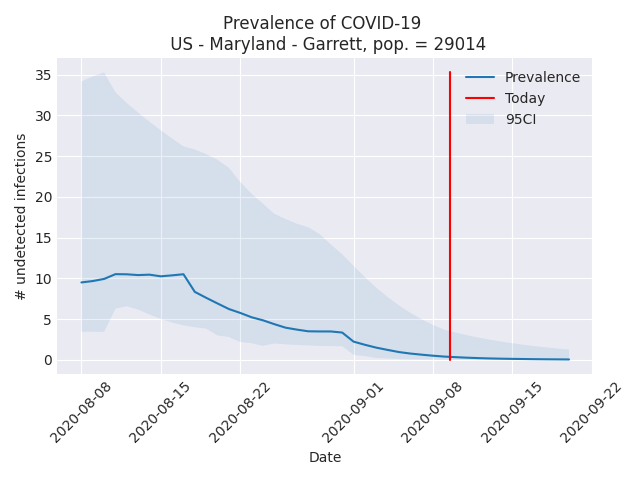 Prevalence of COVID-19
US - Maryland - Garrett, pop. = 29014
Prevalence
Today
95CI
# undetected infections
35
30
25
20
15
10
5
0
2020-08-08
2020-08-15
2020-08-22
2020-09-01
2020-09-08
2020-09-15
2020-09-22
Date